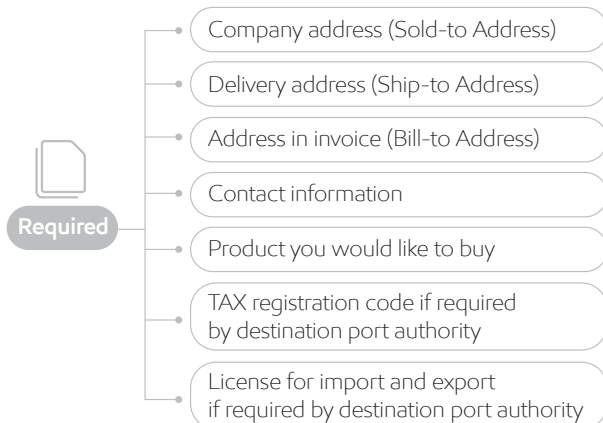 Company address (Sold-to Address)
Delivery address (Ship-to Address)
Address in invoice (Bill-to Address)
Contact information
Required
Product you would like to buy
TAX registration code if required
by destination port authority
License for import and export
if required by destination port authority